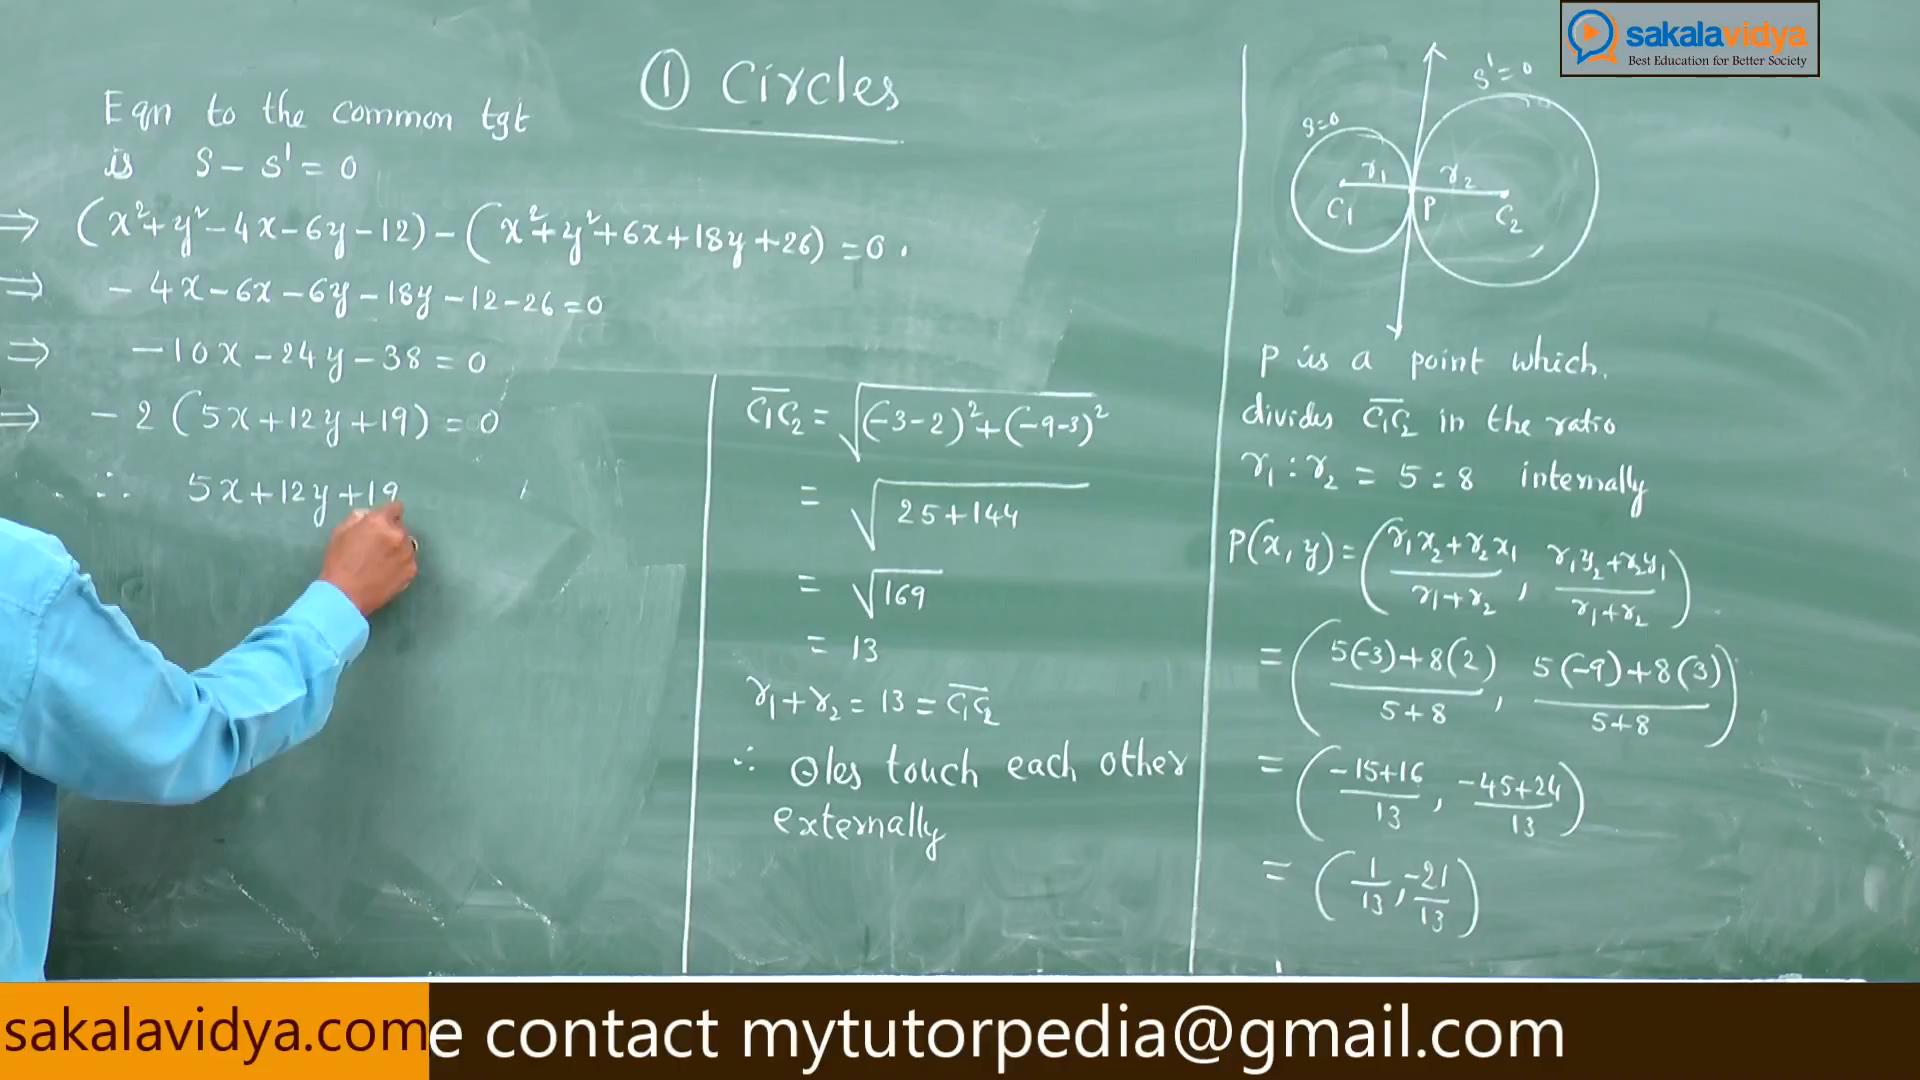 ① Circles
Eqn to the common tgt
is S - S' = 0
⇒ (x²+y²-4x-6y-12)-(x²+y²+6x+18y+26)=0.
⇒ -4x-6x-6y-18y-12-26=0
⇒ -10x-24y-38=0
⇒ -2(5x+12y+19)=0
∴ 5x+12y+19
C₁C₂ = √(-3-2)²+(-9-3)²
= √25+144
= √169
= 13
r₁+r₂ = 13 = C₁C₂
∴ ⊙les touch each other
externally
sakalavidya
Best Education for Better Society
S=0
S'=0
r₁
r₂
C₁
P
C₂
P is a point which.
divides C₁C₂ in the ratio
r₁:r₂ = 5:8 internally
P(x,y)=((r₁x₂+r₂x₁)/(r₁+r₂), (r₁y₂+r₂y₁)/(r₁+r₂))
=((5(-3)+8(2))/(5+8), (5(-9)+8(3))/(5+8))
=((-15+16)/13, (-45+24)/13)
=(1/13, -21/13)
sakalavidya.com
e contact mytutorpedia@gmail.com